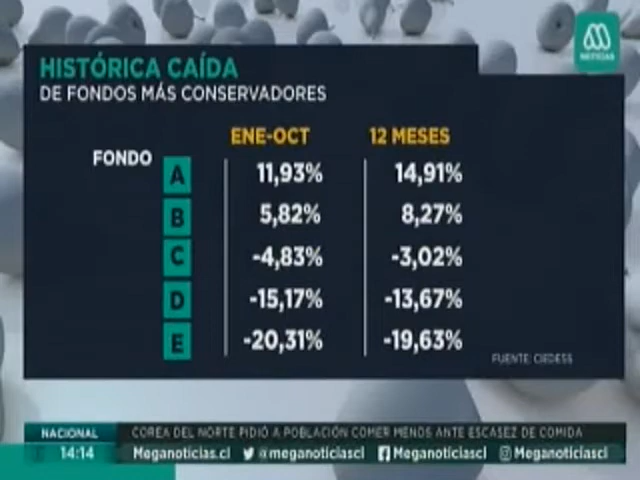 NOTICIAS
HISTÓRICA CAÍDA
DE FONDOS MÁS CONSERVADORES
ENE-OCT 12 MESES
FONDO
A 11,93% 14,91%
B 5,82% 8,27%
C -4,83% -3,02%
D -15,17% -13,67%
E -20,31% -19,63%
FUENTE: CIEDESS
NACIONAL COREA DEL NORTE PIDIÓ A POBLACIÓN COMER MENOS ANTE ESCASEZ DE COMIDA
14:14 Meganoticias.cl @meganoticiascl Meganoticiascl Meganoticiascl